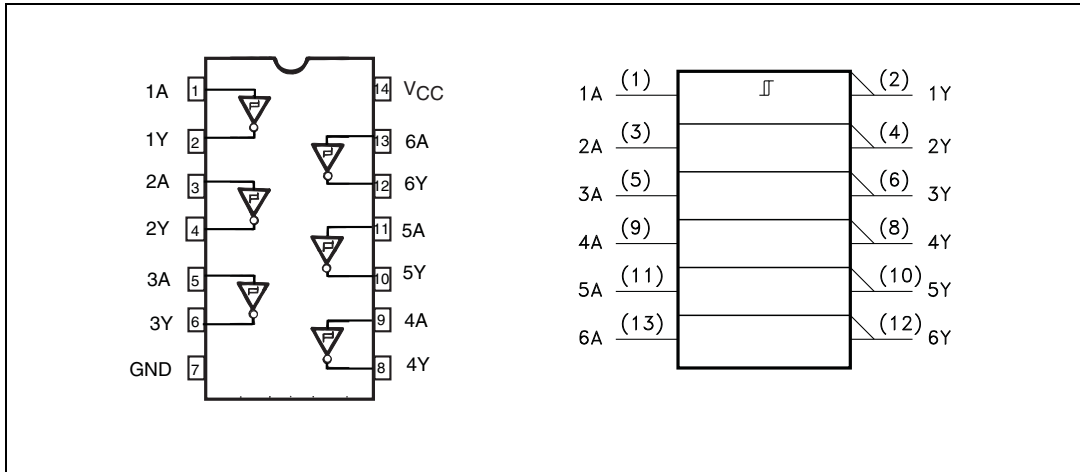 1A 1 14 VCC
1Y 2 13 6A
2A 3 12 6Y
2Y 4 11 5A
3A 5 10 5Y
3Y 6 9 4A
GND 7 8 4Y
1A (1) (2) 1Y
2A (3) (4) 2Y
3A (5) (6) 3Y
4A (9) (8) 4Y
5A (11) (10) 5Y
6A (13) (12) 6Y